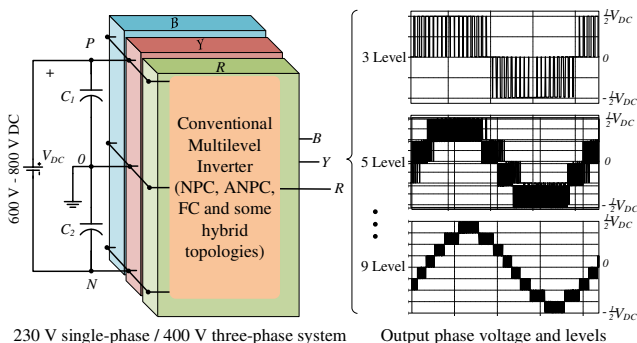 B
Y
R
P
+
C1
VDC
0
C2
N
600 V - 800 V DC
Conventional
Multilevel
Inverter
(NPC, ANPC,
FC and some
hybrid
topologies)
B
Y
R
230 V single-phase / 400 V three-phase system
3 Level
½VDC
0
-½VDC
5 Level
½VDC
0
-½VDC
9 Level
½VDC
0
-½VDC
Output phase voltage and levels